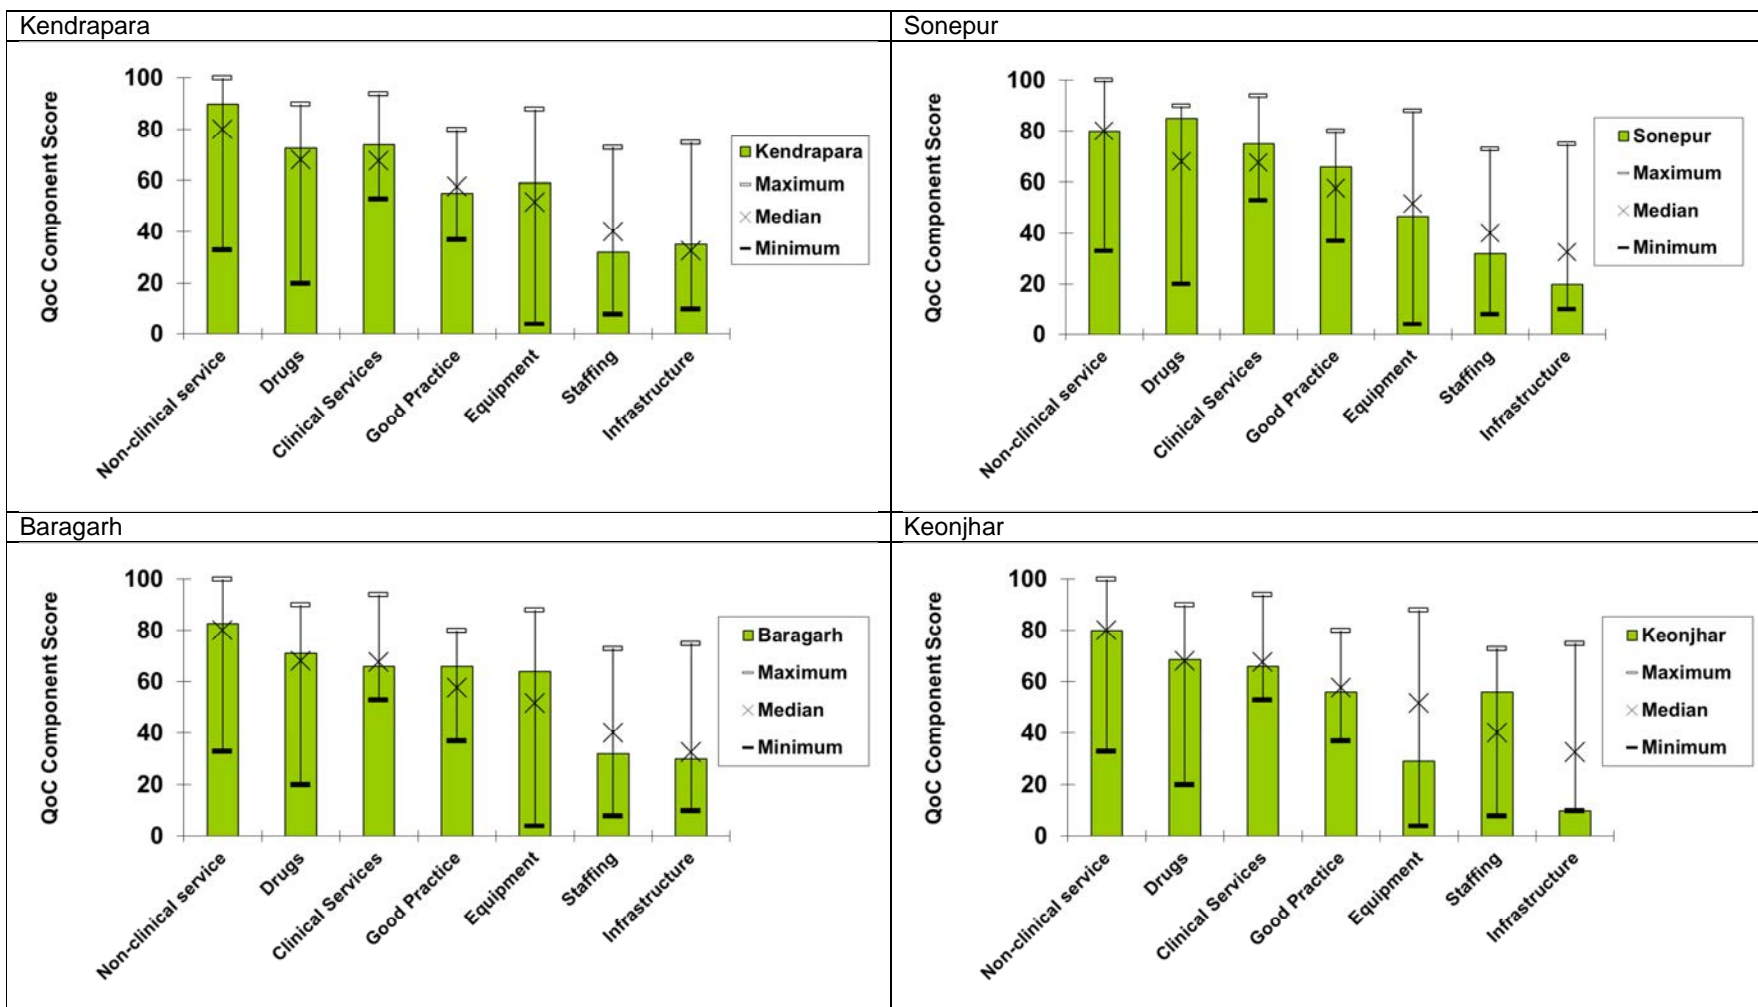 Kendrapara
QoC Component Score
100
80
60
40
20
0
Non-clinical service
Drugs
Clinical Services
Good Practice
Equipment
Staffing
Infrastructure
Kendrapara
Maximum
Median
Minimum
Sonepur
QoC Component Score
100
80
60
40
20
0
Non-clinical service
Drugs
Clinical Services
Good Practice
Equipment
Staffing
Infrastructure
Sonepur
Maximum
Median
Minimum
Baragarh
QoC Component Score
100
80
60
40
20
0
Non-clinical service
Drugs
Clinical Services
Good Practice
Equipment
Staffing
Infrastructure
Baragarh
Maximum
Median
Minimum
Keonjhar
QoC Component Score
100
80
60
40
20
0
Non-clinical service
Drugs
Clinical Services
Good Practice
Equipment
Staffing
Infrastructure
Keonjhar
Maximum
Median
Minimum